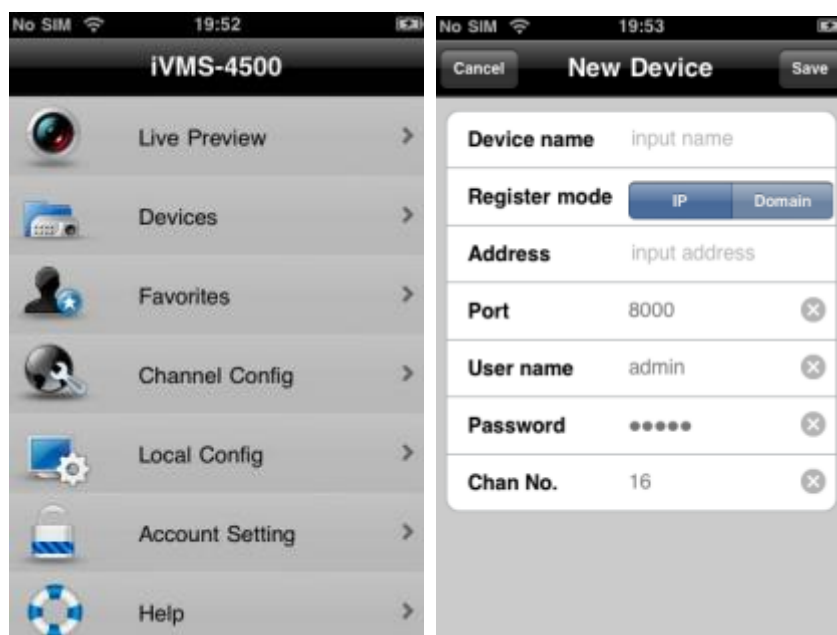 No SIM 19:52
iVMS-4500
Live Preview
Devices
Favorites
Channel Config
Local Config
Account Setting
Help
No SIM 19:53
Cancel New Device Save
Device name input name
Register mode IP Domain
Address input address
Port 8000
User name admin
Password •••••
Chan No. 16